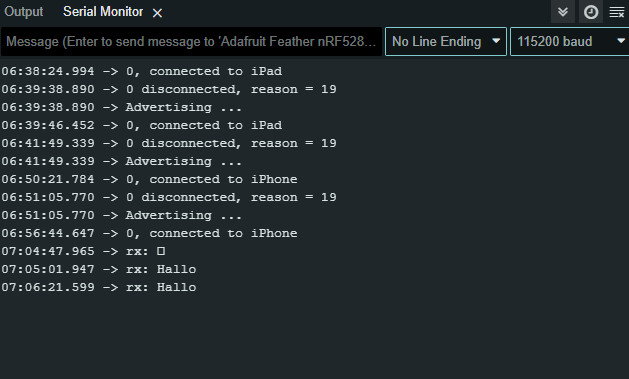 Output Serial Monitor
Message (Enter to send message to 'Adafruit Feather nRF528... No Line Ending 115200 baud
06:38:24.994 -> 0, connected to iPad
06:39:38.890 -> 0 disconnected, reason = 19
06:39:38.890 -> Advertising ...
06:39:46.452 -> 0, connected to iPad
06:41:49.339 -> 0 disconnected, reason = 19
06:41:49.339 -> Advertising ...
06:50:21.784 -> 0, connected to iPhone
06:51:05.770 -> 0 disconnected, reason = 19
06:51:05.770 -> Advertising ...
06:56:44.647 -> 0, connected to iPhone
07:04:47.965 -> rx: □
07:05:01.947 -> rx: Hallo
07:06:21.599 -> rx: Hallo